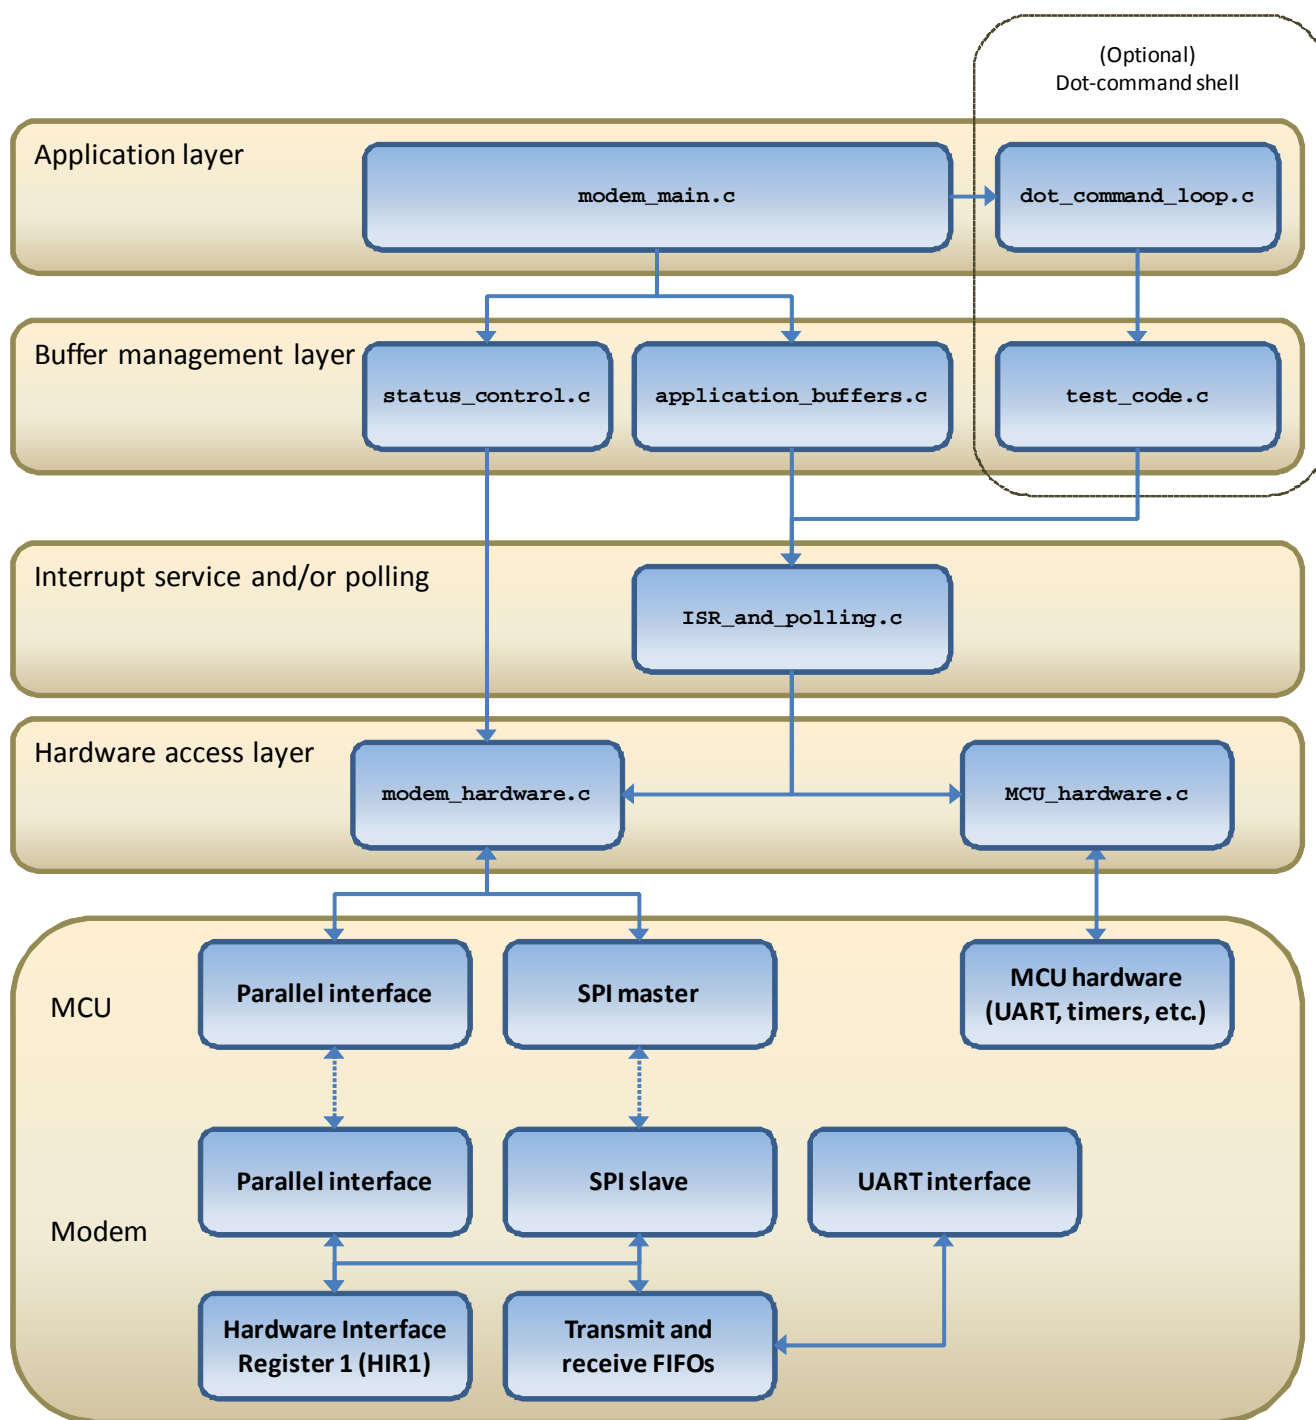 (Optional)
Dot-command shell
Application layer
modem_main.c
dot_command_loop.c
Buffer management layer
status_control.c
application_buffers.c
test_code.c
Interrupt service and/or polling
ISR_and_polling.c
Hardware access layer
modem_hardware.c
MCU_hardware.c
MCU
Parallel interface
SPI master
MCU hardware
(UART, timers, etc.)
Modem
Parallel interface
SPI slave
UART interface
Hardware Interface
Register 1 (HIR1)
Transmit and
receive FIFOs